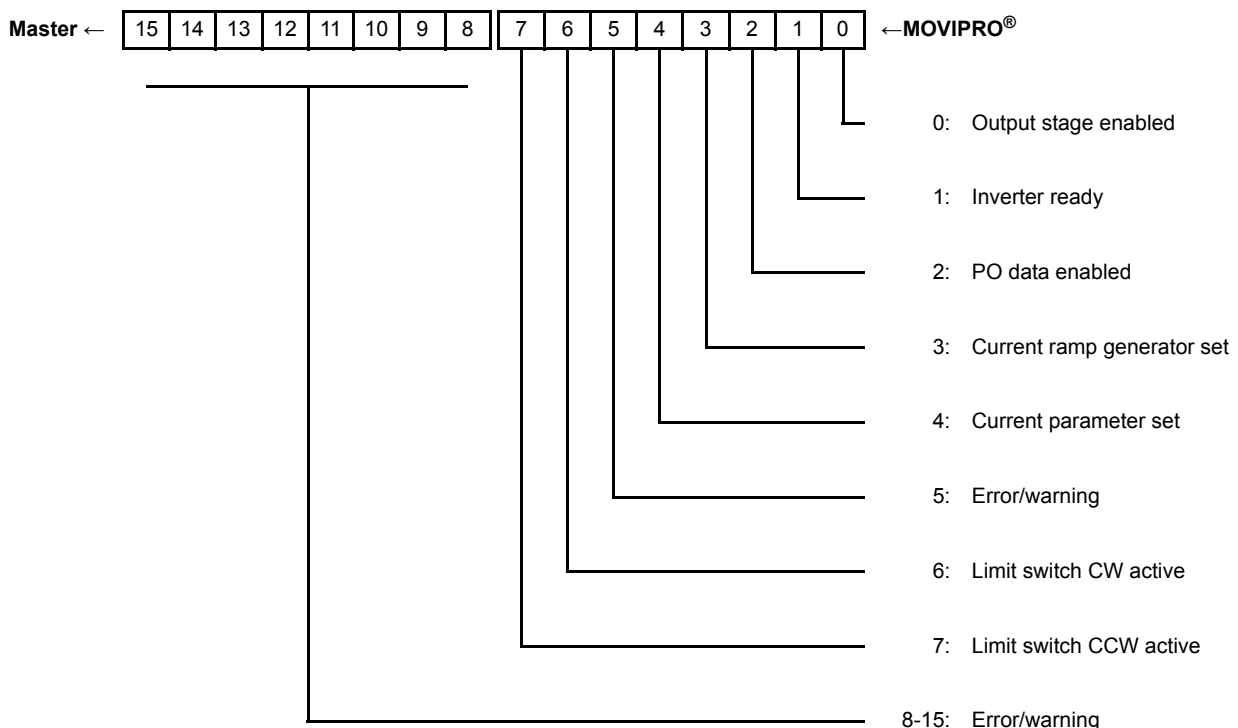 Master ← 15 14 13 12 11 10 9 8 7 6 5 4 3 2 1 0 ←MOVIPRO®
0: Output stage enabled
1: Inverter ready
2: PO data enabled
3: Current ramp generator set
4: Current parameter set
5: Error/warning
6: Limit switch CW active
7: Limit switch CCW active
8-15: Error/warning